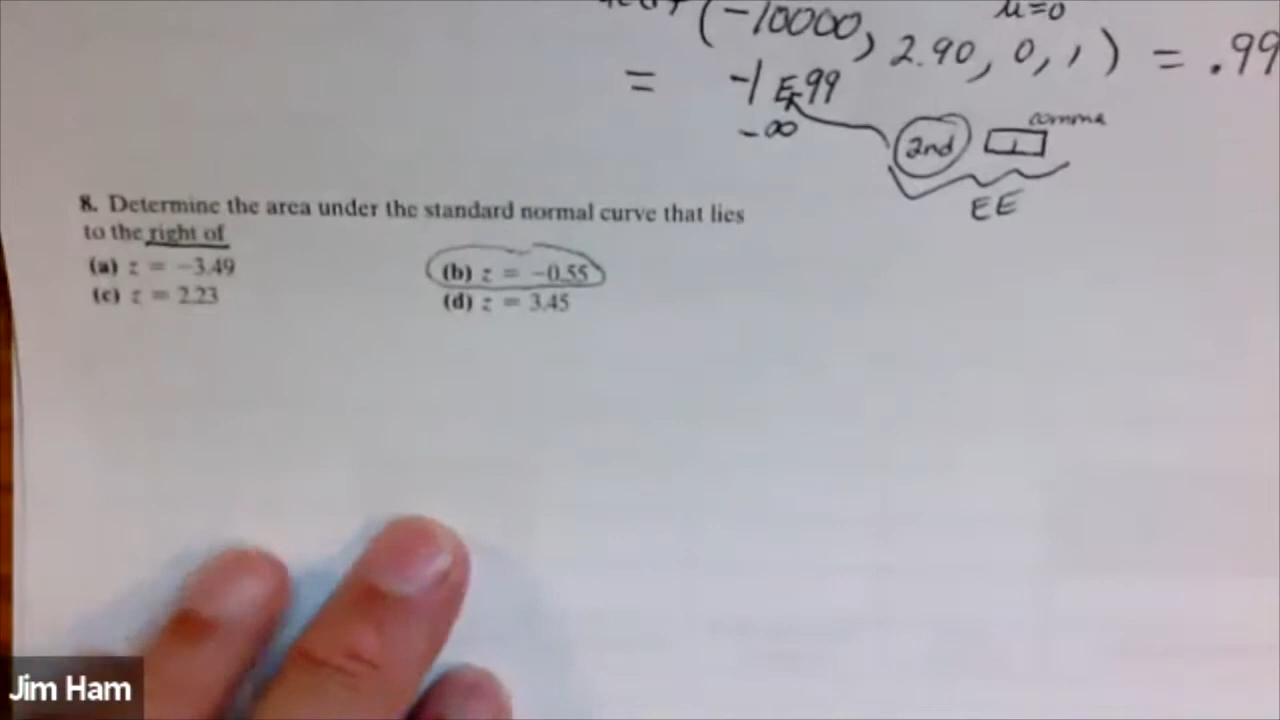 μ=0
(-10000, 2.90, 0, 1) = .99
= -1 E 99
-∞
2nd , comma
EE
8. Determine the area under the standard normal curve that lies
to the right of
(a) z = -3.49 (b) z = -0.55
(c) z = 2.23 (d) z = 3.45
Jim Ham